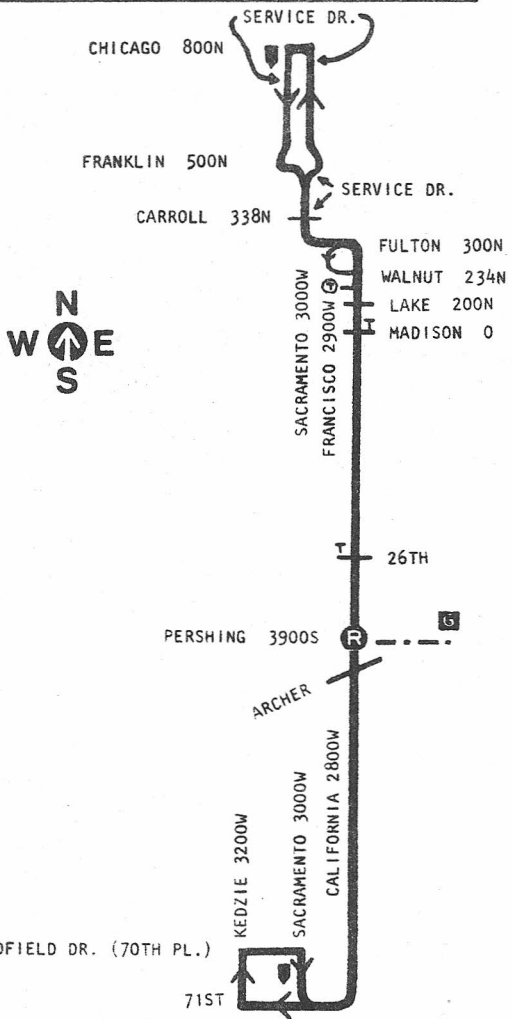 SERVICE DR.
CHICAGO 800N
FRANKLIN 500N
SERVICE DR.
CARROLL 338N
FULTON 300N
WALNUT 234N
LAKE 200N
T
MADISON 0
SACRAMENTO 3000W
FRANCISCO 2900W
N
W E
S
T
26TH
G
PERSHING 3900S
R
ARCHER
KEDZIE 3200W
SACRAMENTO 3000W
CALIFORNIA 2800W
DR. (70TH PL.)
71ST